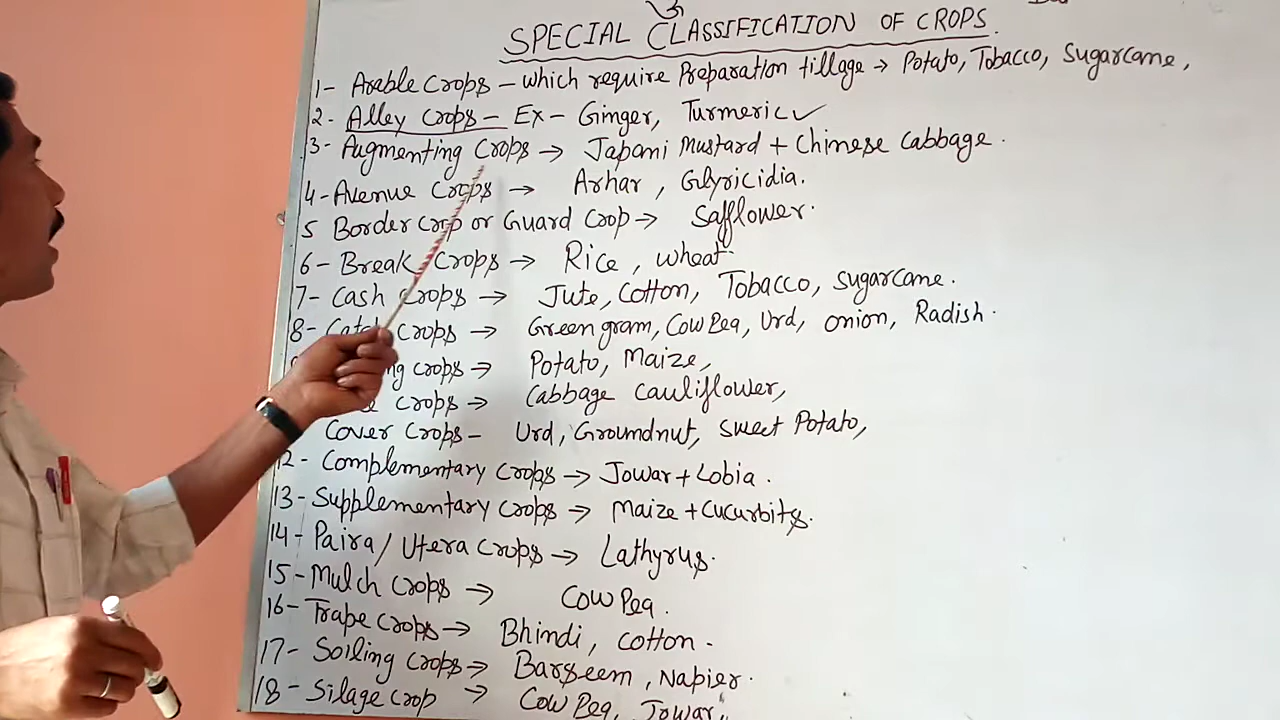 SPECIAL CLASSIFICATION OF CROPS.
1- Arable Crops - which require Preparation tillage → Potato, Tobacco, Sugarcane,
2- Alley Crops - Ex - Ginger, Turmeric ✓
3- Augmenting Crops → Japani Mustard + Chinese Cabbage.
4- Avenue Crops → Arhar, Glyricidia.
5 Border Crop or Guard Crop → Safflower.
6- Break Crops → Rice, wheat
7- Cash Crops → Jute, Cotton, Tobacco, Sugarcane.
8- Crops → Green gram, Cow Pea, Urd, onion, Radish.
crops → Potato, Maize,
crops → Cabbage Cauliflower,
Cover Crops - Urd, Groundnut, Sweet Potato,
12- Complementary Crops → Jowar + Lobia.
13- Supplementary Crops → Maize + Cucurbits.
14- Paira/Utera Crops → Lathyrus.
15- Mulch Crops → Cow Pea.
16- Trape Crops → Bhindi, Cotton -
17- Soiling Crops → Barseem, Napier.
18- Silage Crop → Cow Pea, Jowar,